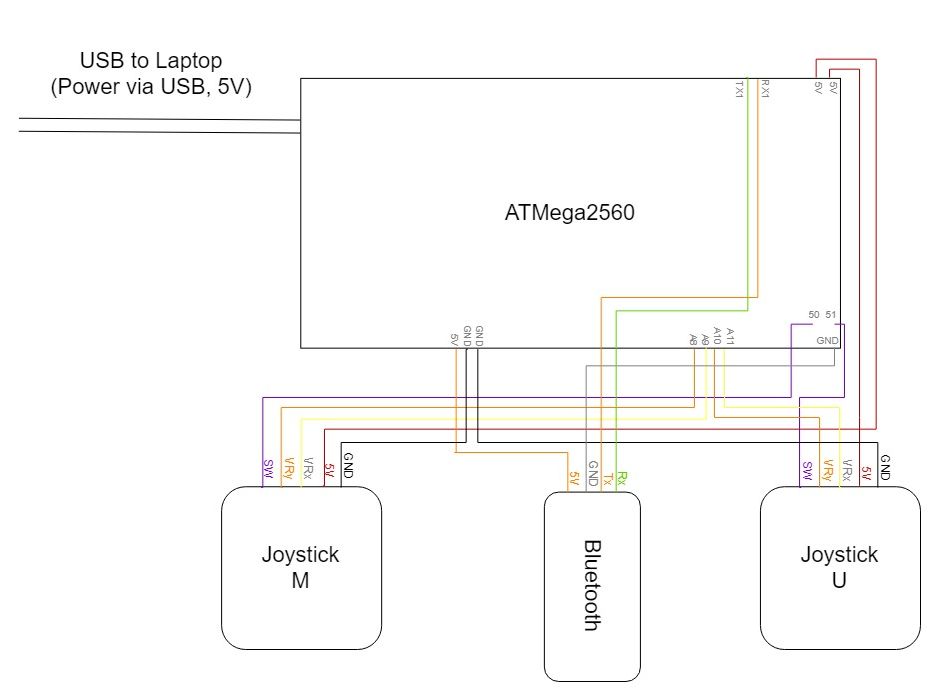 USB to Laptop
(Power via USB, 5V)
TX1
RX1
5V
5V
ATMega2560
50
51
5V
GND
GND
A8
A9
A10
A11
GND
SW
VRy
VRx
5V
GND
5V
GND
Tx
Rx
SW
VRy
VRx
5V
GND
Joystick
M
Bluetooth
Joystick
U